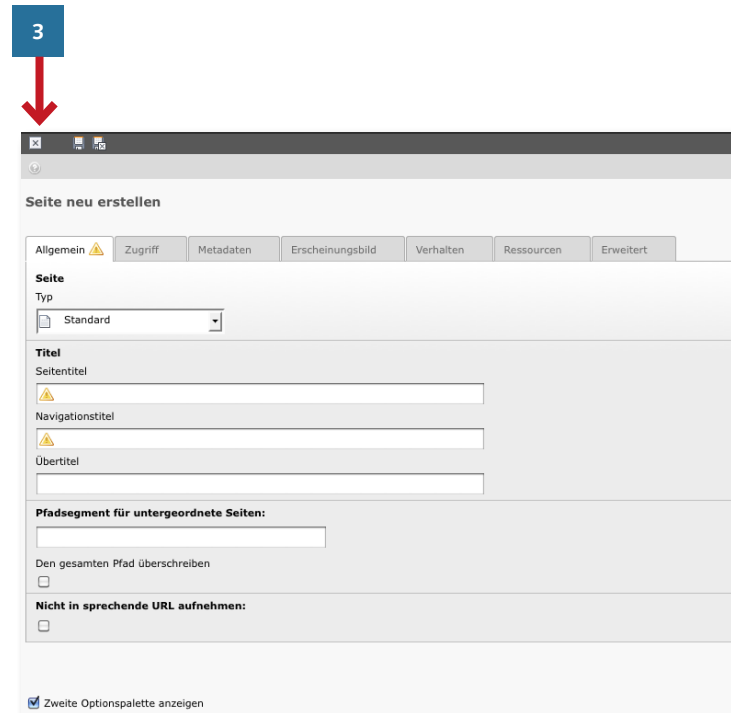 3
Seite neu erstellen
Allgemein Zugriff Metadaten Erscheinungsbild Verhalten Ressourcen Erweitert
Seite
Typ
Standard
Titel
Seitentitel
Navigationstitel
Übertitel
Pfadsegment für untergeordnete Seiten:
Den gesamten Pfad überschreiben
Nicht in sprechende URL aufnehmen:
Zweite Optionspalette anzeigen